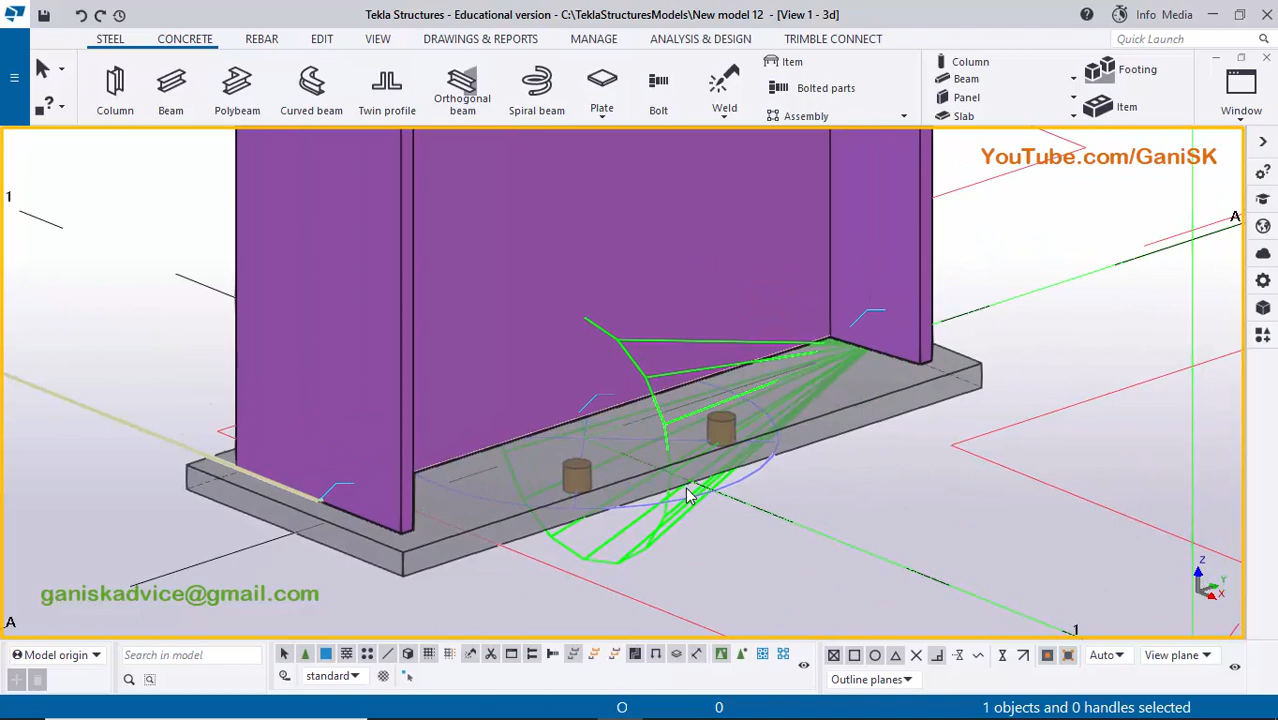 Tekla Structures - Educational version - C:\TeklaStructuresModels\New model 12 - [View 1 - 3d]
Info Media
STEEL CONCRETE REBAR EDIT VIEW DRAWINGS & REPORTS MANAGE ANALYSIS & DESIGN TRIMBLE CONNECT
Quick Launch
Column Beam Polybeam Curved beam Twin profile Orthogonal beam Spiral beam Plate Bolt Weld
Item
Bolted parts
Assembly
Column
Beam
Panel
Slab
Footing
Item
Window
YouTube.com/GaniSK
1
A
Z
Y
X
ganiskadvice@gmail.com
A
1
Model origin
Search in model
standard
Auto
View plane
Outline planes
O 0 1 objects and 0 handles selected